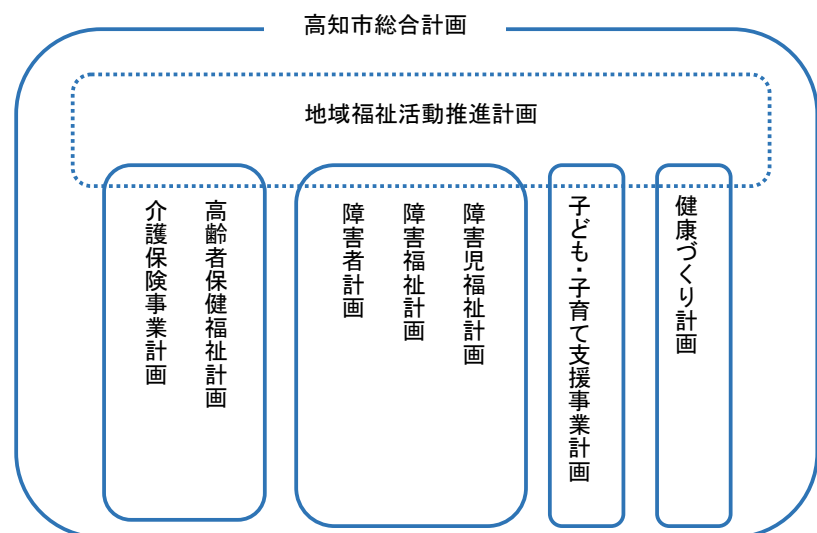 高知市総合計画
地域福祉活動推進計画
介護保険事業計画
高齢者保健福祉計画
障害者計画
障害福祉計画
障害児福祉計画
子ども・子育て支援事業計画
健康づくり計画